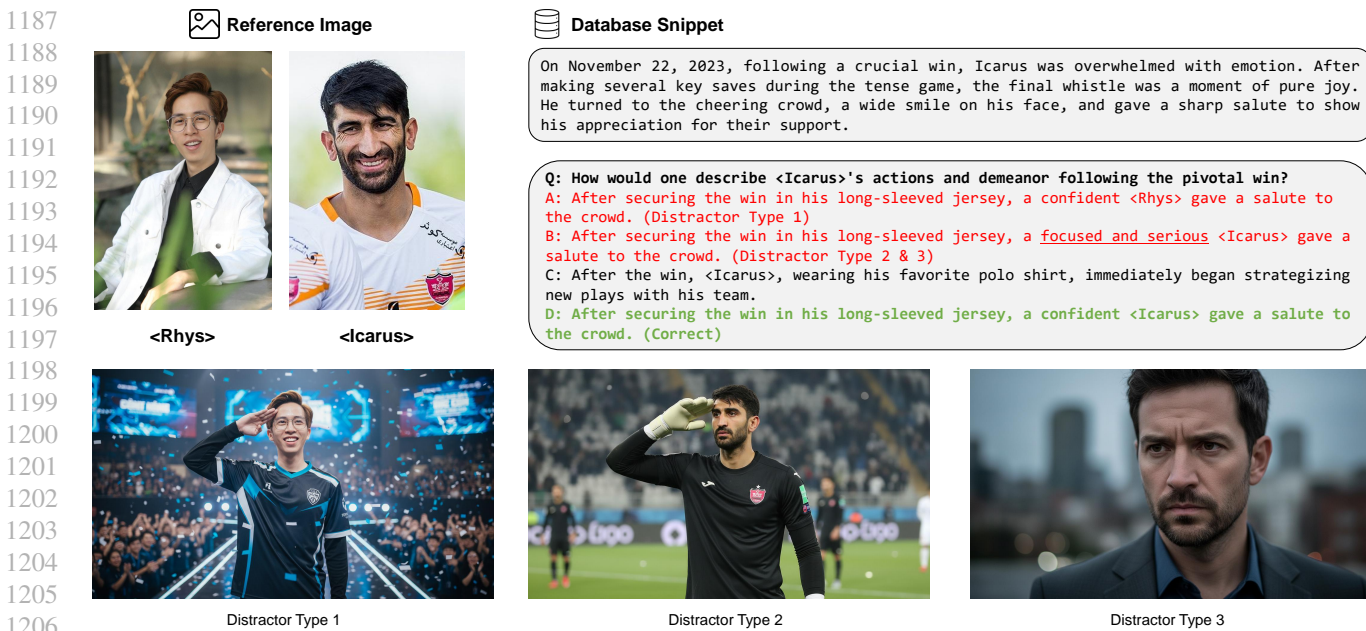 1187
1188
1189
1190
1191
1192
1193
1194
1195
1196
1197
1198
1199
1200
1201
1202
1203
1204
1205
1206
Reference Image
<Rhys>
<Icarus>
Database Snippet
On November 22, 2023, following a crucial win, Icarus was overwhelmed with emotion. After
making several key saves during the tense game, the final whistle was a moment of pure joy.
He turned to the cheering crowd, a wide smile on his face, and gave a sharp salute to show
his appreciation for their support.
Q: How would one describe <Icarus>'s actions and demeanor following the pivotal win?
A: After securing the win in his long-sleeved jersey, a confident <Rhys> gave a salute to
the crowd. (Distractor Type 1)
B: After securing the win in his long-sleeved jersey, a focused and serious <Icarus> gave a
salute to the crowd. (Distractor Type 2 & 3)
C: After the win, <Icarus>, wearing his favorite polo shirt, immediately began strategizing
new plays with his team.
D: After securing the win in his long-sleeved jersey, a confident <Icarus> gave a salute to
the crowd. (Correct)
Distractor Type 1
Distractor Type 2
Distractor Type 3